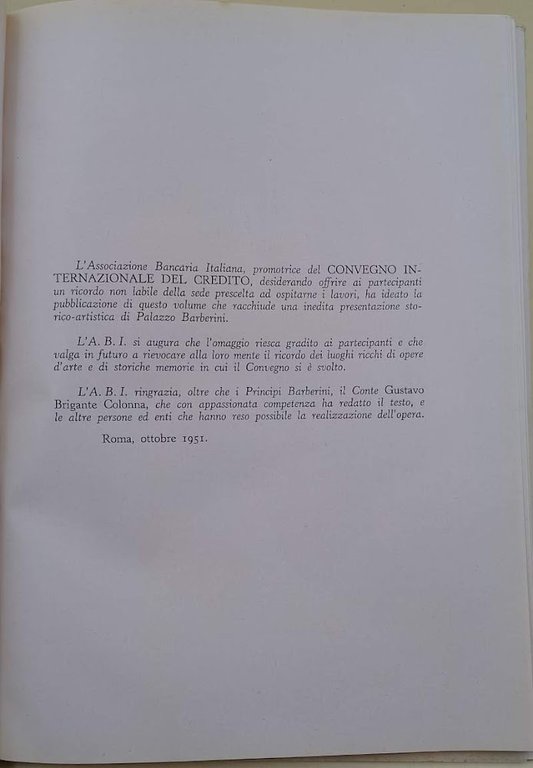 L'Associazione Bancaria Italiana, promotrice del CONVEGNO IN-
TERNAZIONALE DEL CREDITO, desiderando offrire ai partecipanti
un ricordo non labile della sede prescelta ad ospitarne i lavori, ha ideato la
pubblicazione di questo volume che racchiude una inedita presentazione sto-
rico-artistica di Palazzo Barberini.
L'A. B. I. si augura che l'omaggio riesca gradito ai partecipanti e che
valga in futuro a rievocare alla loro mente il ricordo dei luoghi ricchi di opere
d'arte e di storiche memorie in cui il Convegno si è svolto.
L'A. B. I. ringrazia, oltre che i Principi Barberini, il Conte Gustavo
Brigante Colonna, che con appassionata competenza ha redatto il testo, e
le altre persone ed enti che hanno reso possibile la realizzazione dell'opera.
Roma, ottobre 1951.